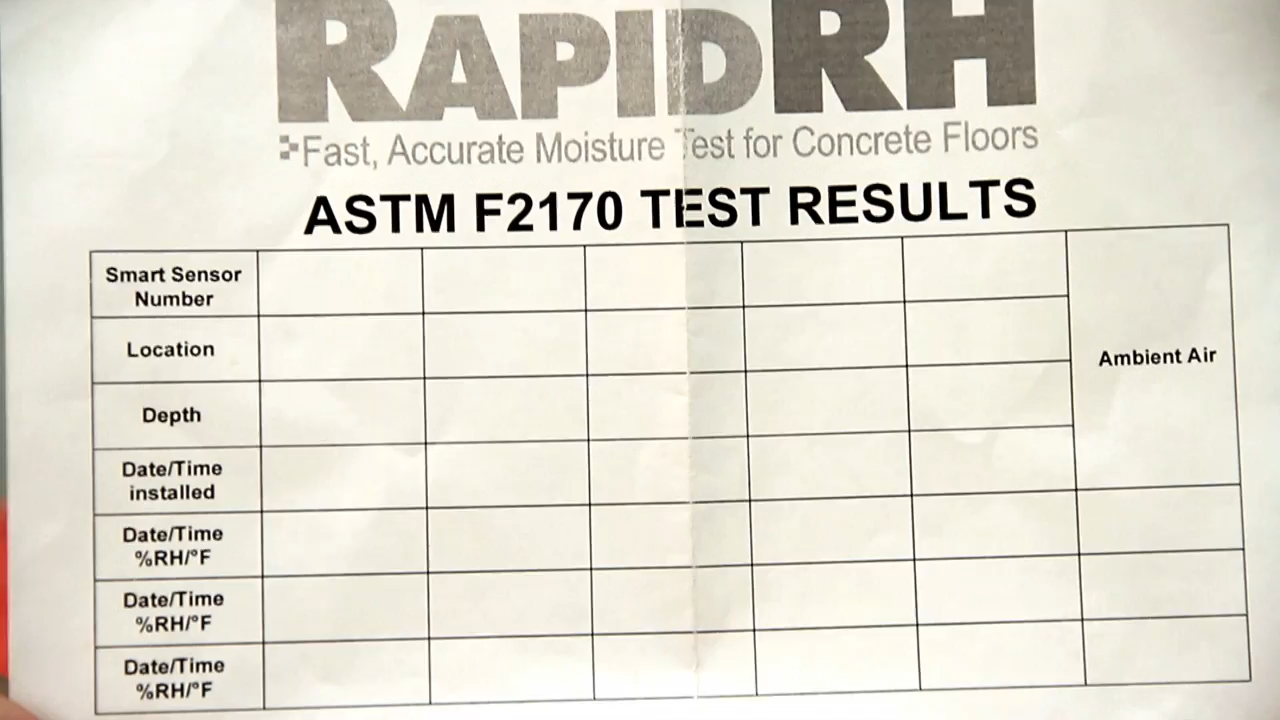 RAPIDRH
Fast, Accurate Moisture Test for Concrete Floors
ASTM F2170 TEST RESULTS
Smart Sensor
Number
Location
Ambient Air
Depth
Date/Time
installed
Date/Time
%RH/°F
Date/Time
%RH/°F
Date/Time
%RH/°F